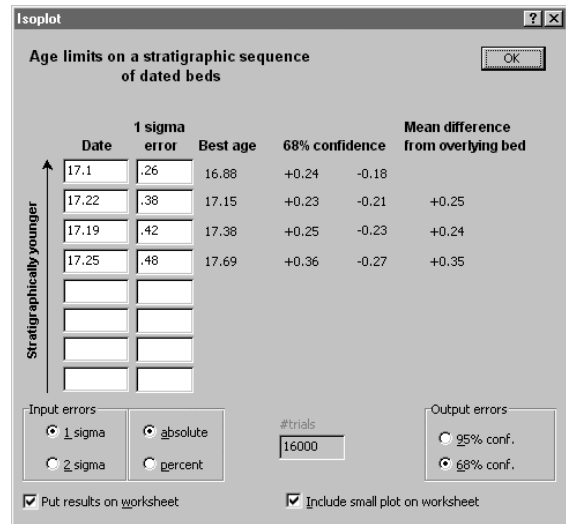 Isoplot
Age limits on a stratigraphic sequence
of dated beds
OK
Date 1 sigma error Best age 68% confidence Mean difference from overlying bed
17.1 .26 16.88 +0.24 -0.18
17.22 .38 17.15 +0.23 -0.21 +0.25
17.19 .42 17.38 +0.25 -0.23 +0.24
17.25 .48 17.69 +0.36 -0.27 +0.35
Stratigraphically younger
Input errors
1 sigma
2 sigma
absolute
percent
#trials
16000
Output errors
95% conf.
68% conf.
Put results on worksheet
Include small plot on worksheet